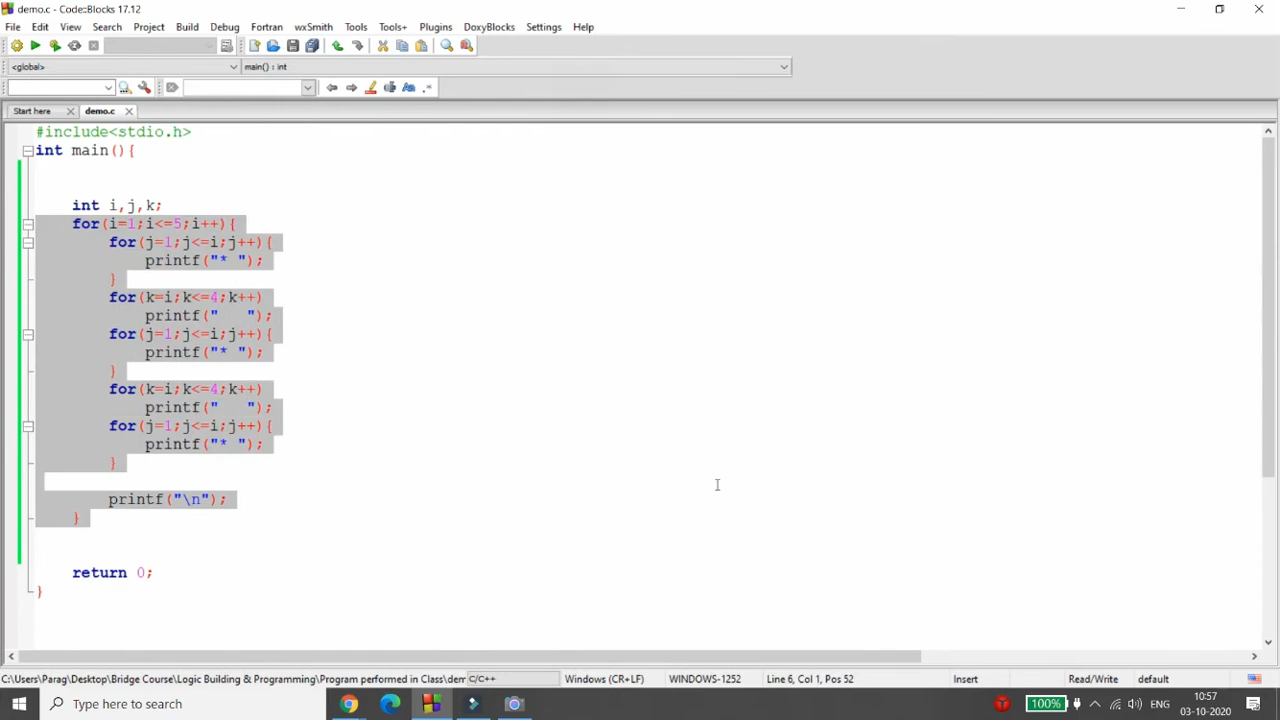 demo.c - Code::Blocks 17.12
File Edit View Search Project Build Debug Fortran wxSmith Tools Tools+ Plugins DoxyBlocks Settings Help
<global> main() : int
Start here demo.c
#include<stdio.h>
int main(){
int i,j,k;
for(i=1;i<=5;i++){
for(j=1;j<=i;j++){
printf("* ");
}
for(k=i;k<=4;k++)
printf("   ");
for(j=1;j<=i;j++){
printf("* ");
}
for(k=i;k<=4;k++)
printf("   ");
for(j=1;j<=i;j++){
printf("* ");
}
printf("\n");
}
return 0;
}
C:\Users\Parag\Desktop\Bridge Course\Logic Building & Programming\Program performed in Class\der C/C++ Windows (CR+LF) WINDOWS-1252 Line 6, Col 1, Pos 52 Insert Read/Write default
Type here to search 100% ENG 10:57
03-10-2020